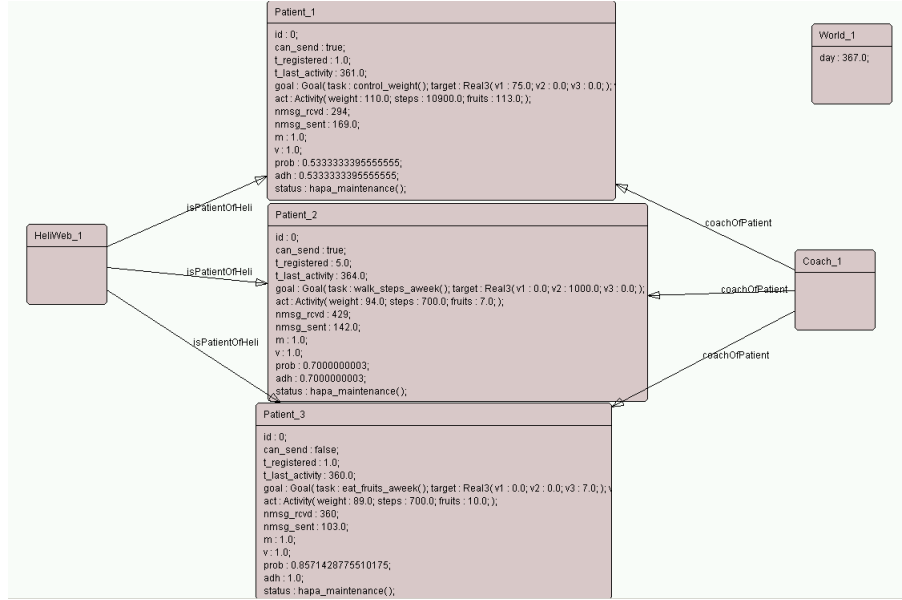 Patient_1
id : 0;
can_send : true;
t_registered : 1.0;
t_last_activity : 361.0;
goal : Goal( task : control_weight( ); target : Real3( v1 : 75.0; v2 : 0.0; v3 : 0.0; );
act : Activity( weight : 110.0; steps : 10900.0; fruits : 113.0; );
nmsg_rcvd : 294;
nmsg_sent : 169.0;
m : 1.0;
v : 1.0;
prob : 0.5333333395555555;
adh : 0.5333333395555555;
status : hapa_maintenance( );
World_1
day : 367.0;
isPatientOfHeli
coachOfPatient
HeliWeb_1
Patient_2
id : 0;
can_send : true;
t_registered : 5.0;
t_last_activity : 364.0;
goal : Goal( task : walk_steps_aweek( ); target : Real3( v1 : 0.0; v2 : 1000.0; v3 : 0.0; );
act : Activity( weight : 94.0; steps : 700.0; fruits : 7.0; );
nmsg_rcvd : 429;
nmsg_sent : 142.0;
m : 1.0;
v : 1.0;
prob : 0.7000000003;
adh : 0.7000000003;
status : hapa_maintenance( );
isPatientOfHeli
coachOfPatient
Coach_1
isPatientOfHeli
coachOfPatient
Patient_3
id : 0;
can_send : false;
t_registered : 1.0;
t_last_activity : 360.0;
goal : Goal( task : eat_fruits_aweek( ); target : Real3( v1 : 0.0; v2 : 0.0; v3 : 7.0; );
act : Activity( weight : 89.0; steps : 700.0; fruits : 10.0; );
nmsg_rcvd : 360;
nmsg_sent : 103.0;
m : 1.0;
v : 1.0;
prob : 0.8571428775510175;
adh : 1.0;
status : hapa_maintenance( );